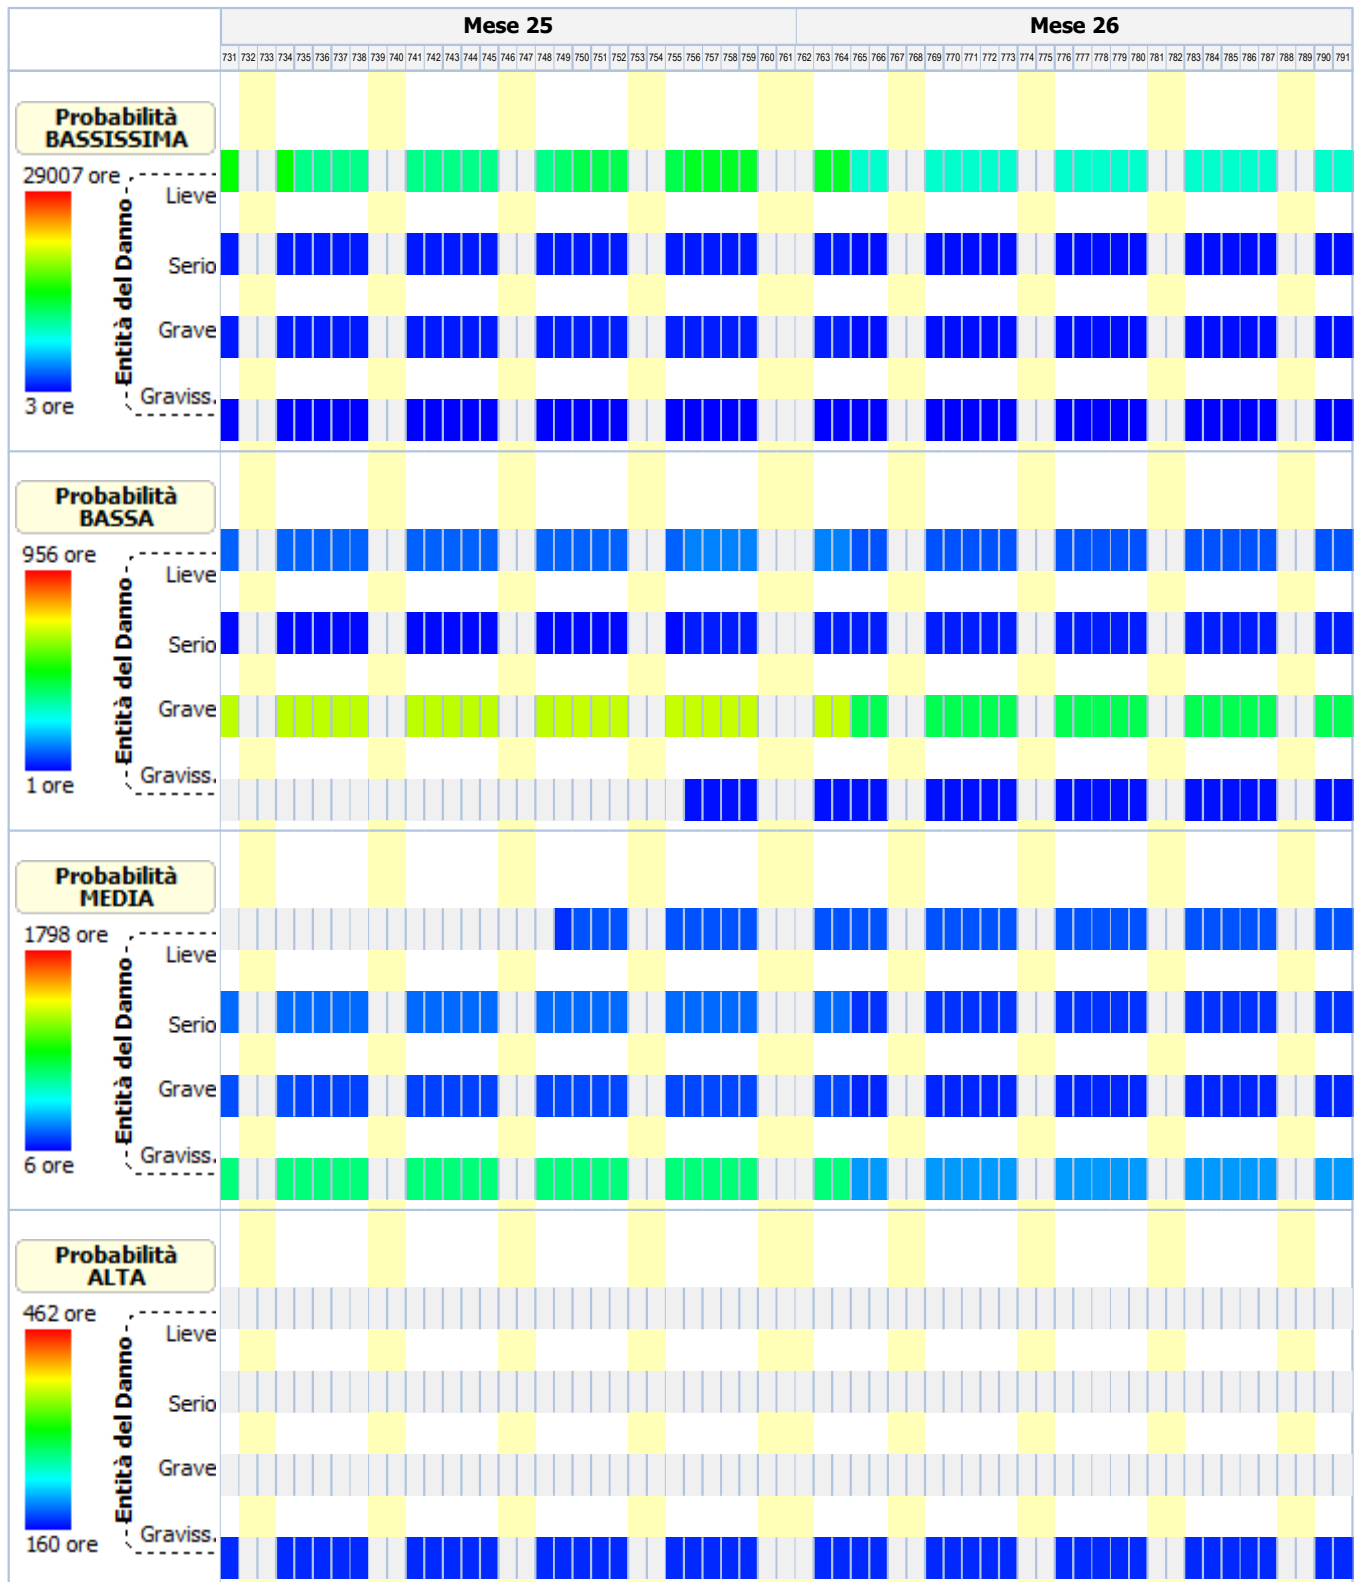 Mese 25 Mese 26
731 732 733 734 735 736 737 738 739 740 741 742 743 744 745 746 747 748 749 750 751 752 753 754 755 756 757 758 759 760 761 762 763 764 765 766 767 768 769 770 771 772 773 774 775 776 777 778 779 780 781 782 783 784 785 786 787 788 789 790 791
Probabilità
BASSISSIMA
29007 ore
Entità del Danno
Lieve
Serio
Grave
Graviss.
3 ore
Probabilità
BASSA
956 ore
Entità del Danno
Lieve
Serio
Grave
Graviss.
1 ore
Probabilità
MEDIA
1798 ore
Entità del Danno
Lieve
Serio
Grave
Graviss.
6 ore
Probabilità
ALTA
462 ore
Entità del Danno
Lieve
Serio
Grave
Graviss.
160 ore